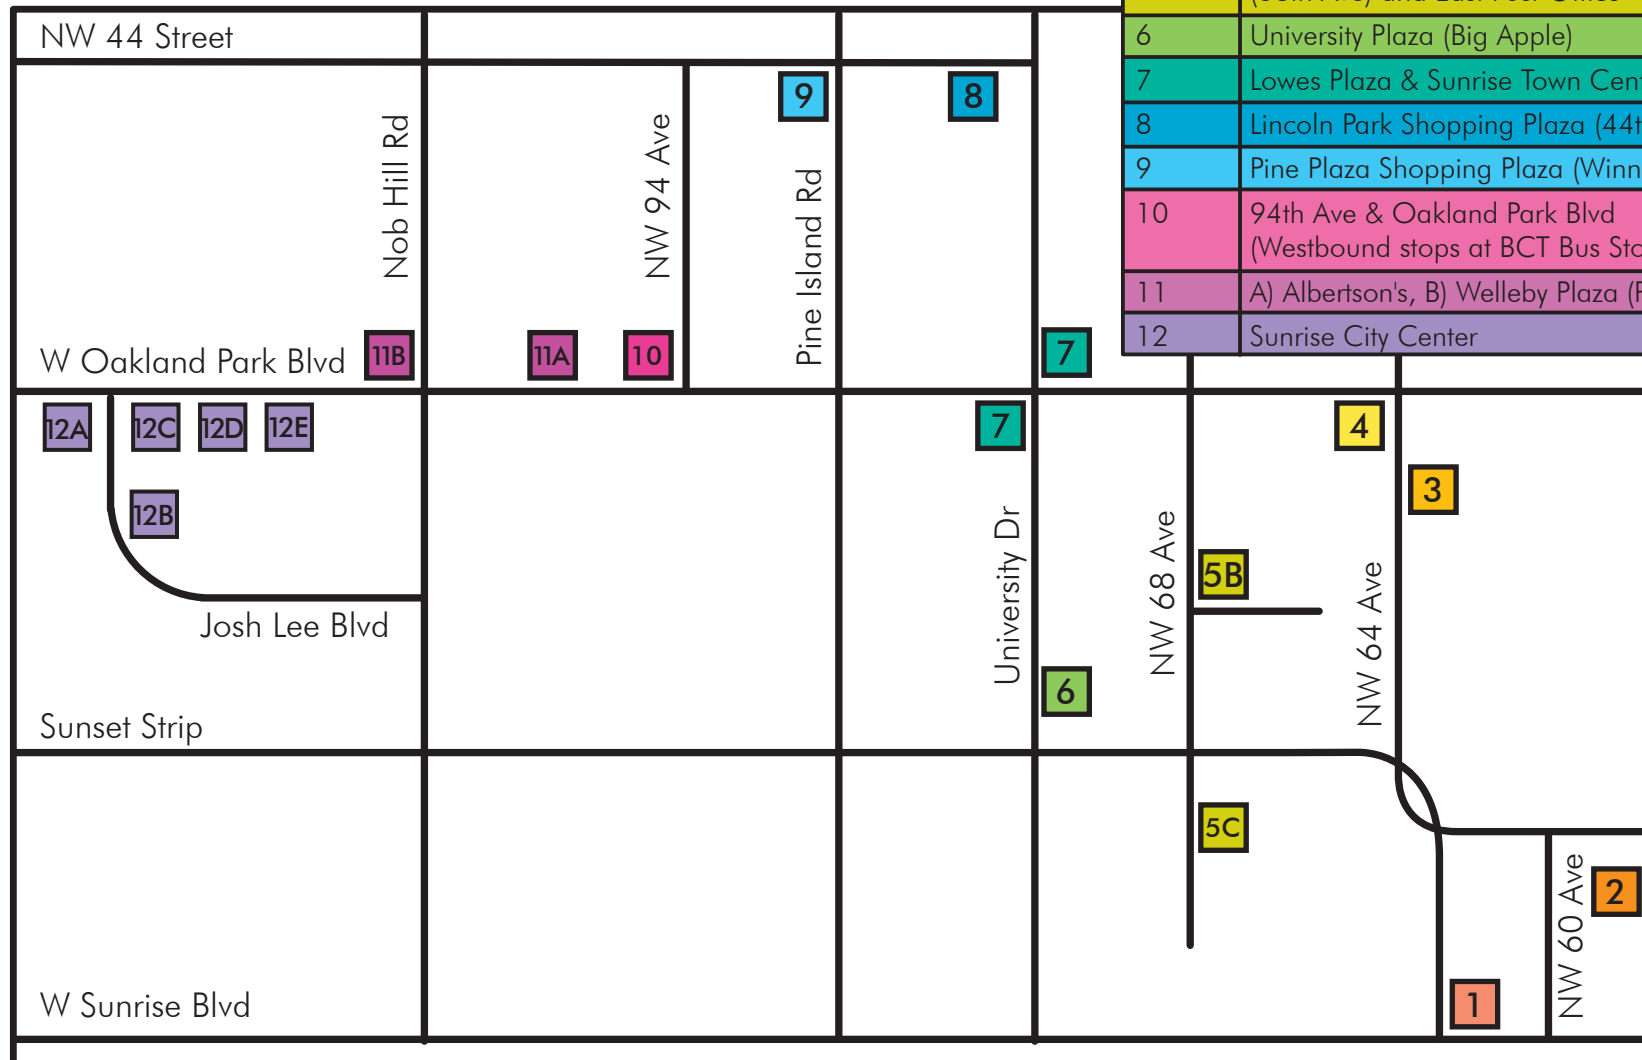 NW 44 Street
6 University Plaza (Big Apple)
7 Lowes Plaza & Sunrise Town
8 Lincoln Park Shopping Plaza
9 Pine Plaza Shopping Plaza
10 94th Ave & Oakland Park Blvd
(Westbound stops at BCT Bus
11 A) Albertson's, B) Welleby Plaza
12 Sunrise City Center
9
8
Nob Hill Rd
NW 94 Ave
Pine Island Rd
W Oakland Park Blvd
11B
11A
10
7
12A
12C
12D
12E
7
4
3
12B
University Dr
NW 68 Ave
5B
NW 64 Ave
Josh Lee Blvd
6
Sunset Strip
5C
NW 60 Ave
2
W Sunrise Blvd
1